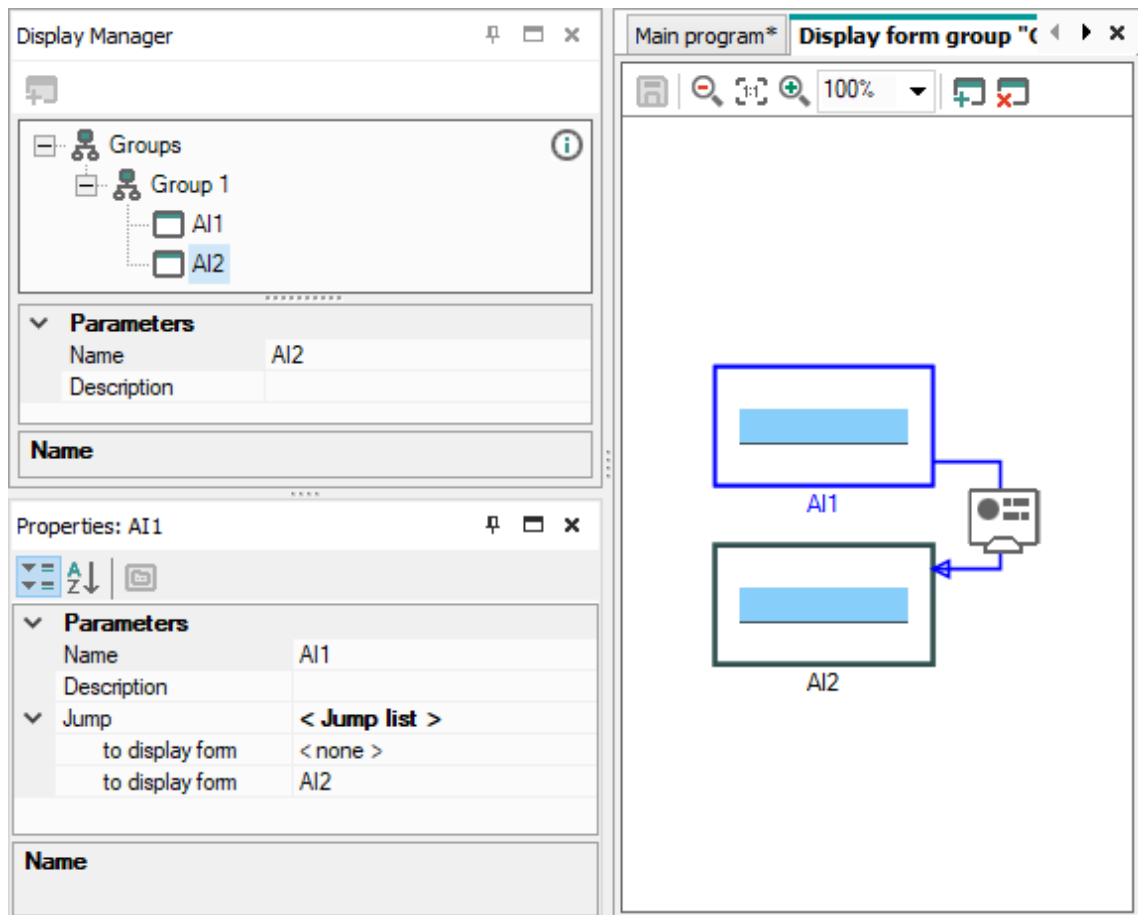 Display Manager
Groups
Group 1
AI1
AI2
Parameters
Name AI2
Description
Name
Properties: AI1
A
Z
Parameters
Name AI1
Description
Jump < Jump list >
to display form < none >
to display form AI2
Name
Main program* Display form group "(
1:1 100%
AI1
AI2